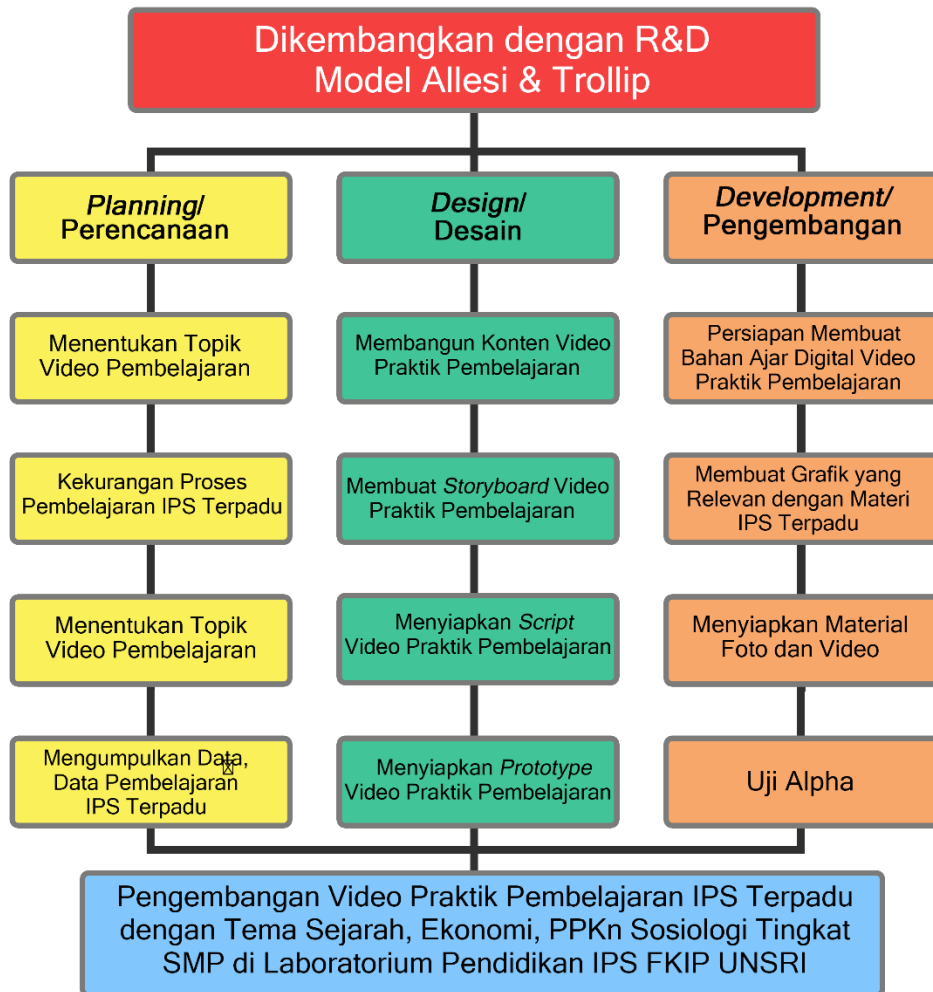 Dikembangkan dengan R&D
Model Allesi & Trollip
Planning/
Perencanaan
Menentukan Topik
Video Pembelajaran
Kekurangan Proses
Pembelajaran IPS Terpadu
Menentukan Topik
Video Pembelajaran
Mengumpulkan Data,
Data Pembelajaran
IPS Terpadu
Design/
Desain
Membangun Konten Video
Praktik Pembelajaran
Membuat Storyboard Video
Praktik Pembelajaran
Menyiapkan Script
Video Praktik Pembelajaran
Menyiapkan Prototype
Video Praktik Pembelajaran
Development/
Pengembangan
Persiapan Membuat
Bahan Ajar Digital Video
Praktik Pembelajaran
Membuat Grafik yang
Relevan dengan Materi
IPS Terpadu
Menyiapkan Material
Foto dan Video
Uji Alpha
Pengembangan Video Praktik Pembelajaran IPS Terpadu
dengan Tema Sejarah, Ekonomi, PPKn Sosiologi Tingkat
SMP di Laboratorium Pendidikan IPS FKIP UNSRI